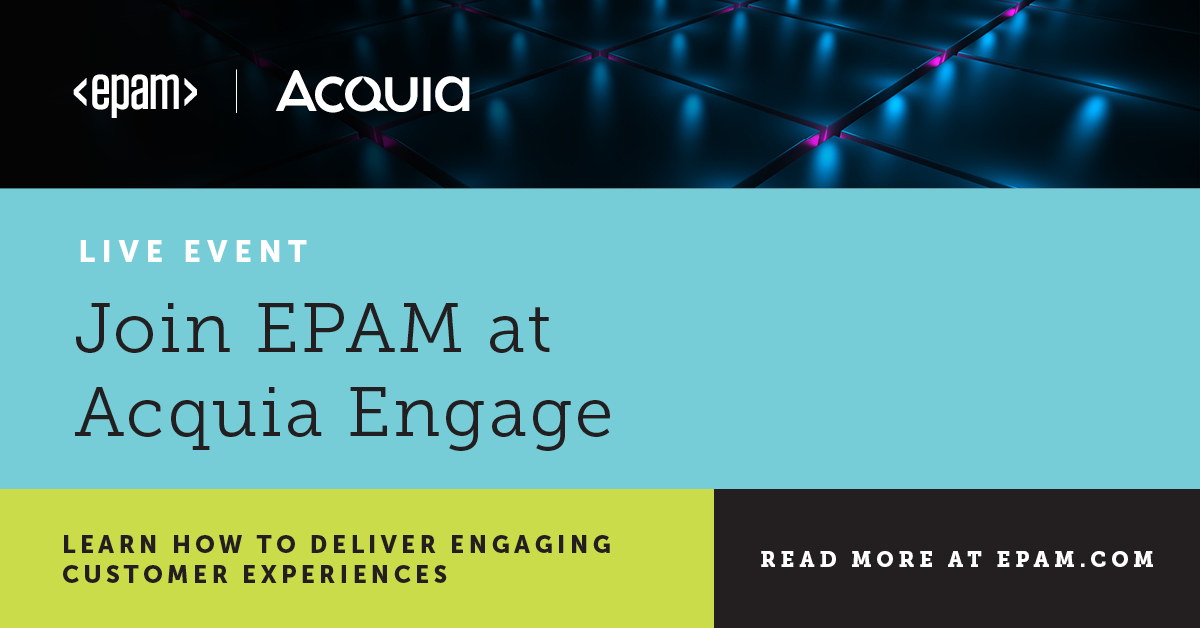 <epam> | Acquia
LIVE EVENT
Join EPAM at
Acquia Engage
LEARN HOW TO DELIVER ENGAGING
CUSTOMER EXPERIENCES
READ MORE AT EPAM.COM